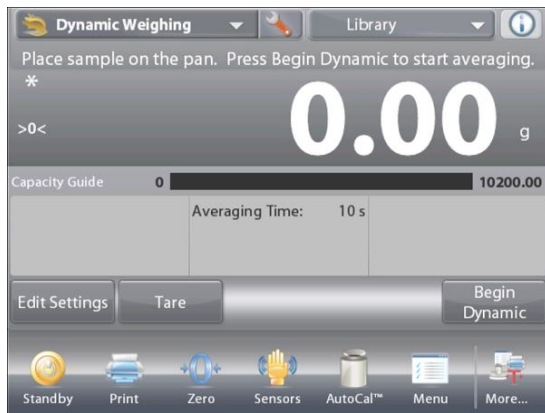 Dynamic Weighing Library
Place sample on the pan. Press Begin Dynamic to start averaging.
*
>0< 0.00 g
Capacity Guide 0 10200.00
Averaging Time: 10 s
Edit Settings Tare Begin Dynamic
Standby Print Zero Sensors AutoCal™ Menu More...